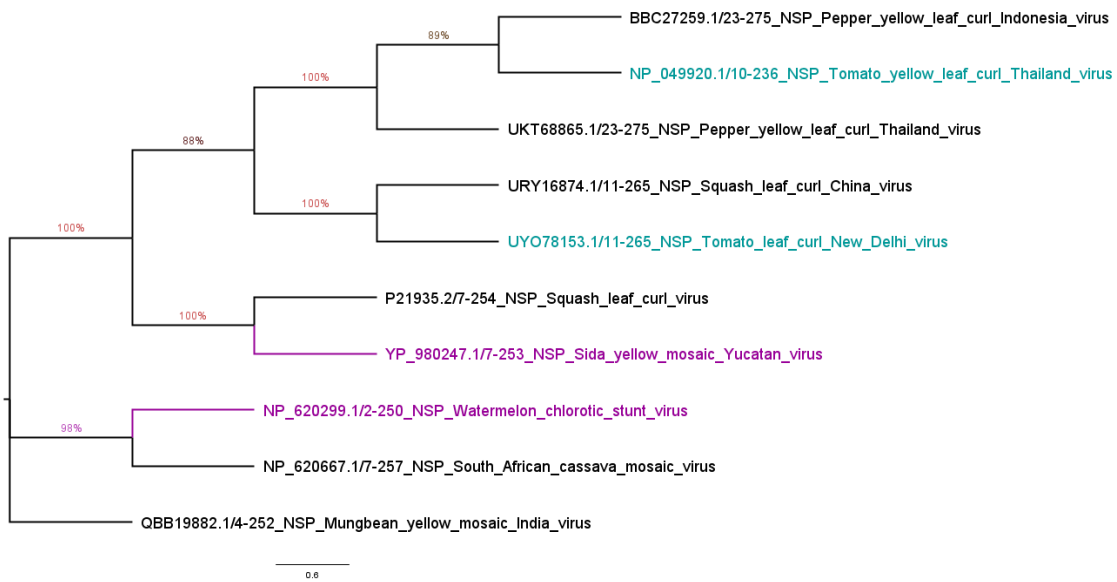 BBC27259.1/23-275_NSP_Pepper_yellow_leaf_curl_Indonesia_virus
89%
NP_049920.1/10-236_NSP_Tomato_yellow_leaf_curl_Thailand_virus
100%
UKT68865.1/23-275_NSP_Pepper_yellow_leaf_curl_Thailand_virus
88%
URY16874.1/11-265_NSP_Squash_leaf_curl_China_virus
100%
UYO78153.1/11-265_NSP_Tomato_leaf_curl_New_Delhi_virus
100%
P21935.2/7-254_NSP_Squash_leaf_curl_virus
100%
YP_980247.1/7-253_NSP_Sida_yellow_mosaic_Yucatan_virus
NP_620299.1/2-250_NSP_Watermelon_chlorotic_stunt_virus
98%
NP_620667.1/7-257_NSP_South_African_cassava_mosaic_virus
QBB19882.1/4-252_NSP_Mungbean_yellow_mosaic_India_virus
0.6